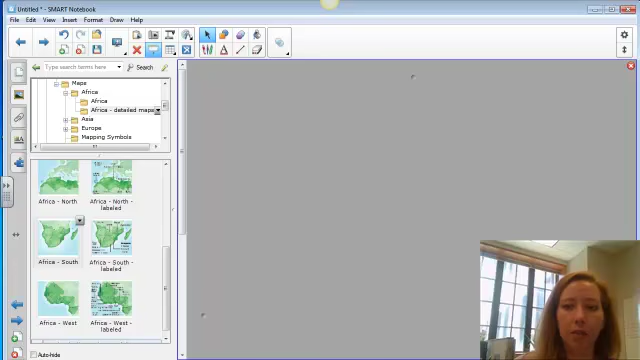 Untitled * - SMART Notebook
File Edit View Insert Format Tools Draw Help
Type search terms here
Search
Maps
Africa
Africa
Africa - detailed maps
Asia
Europe
Mapping Symbols
Africa - North
Africa - North - labeled
Africa - South
Africa - South - labeled
Africa - West
Africa - West - labeled
Auto-hide